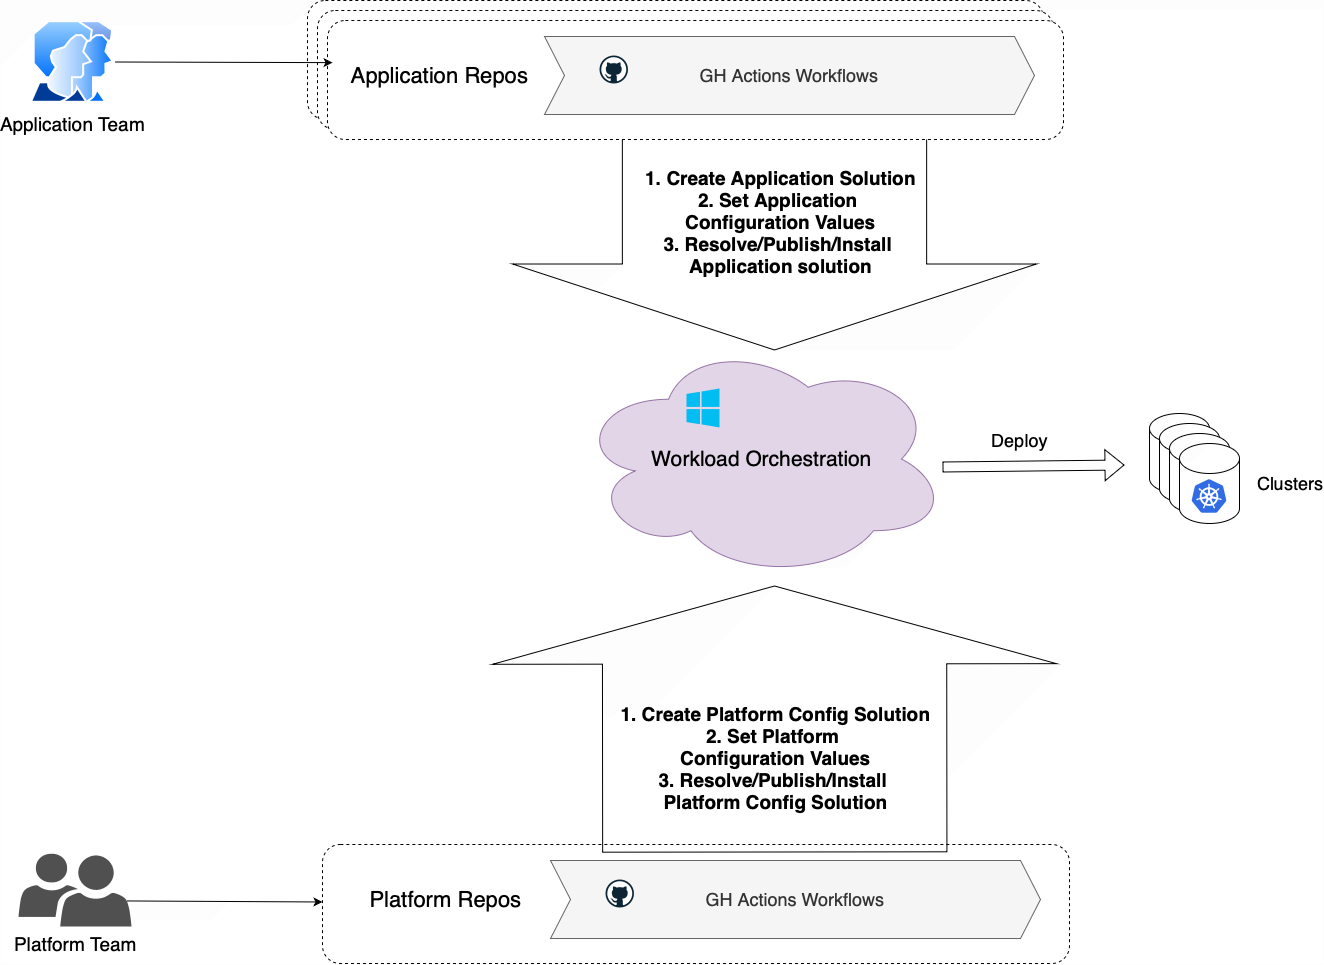 Application Team
Application Repos
GH Actions Workflows
1. Create Application Solution
2. Set Application
Configuration Values
3. Resolve/Publish/Install
Application solution
Workload Orchestration
Deploy
Clusters
1. Create Platform Config Solution
2. Set Platform
Configuration Values
3. Resolve/Publish/Install
Platform Config Solution
Platform Repos
GH Actions Workflows
Platform Team